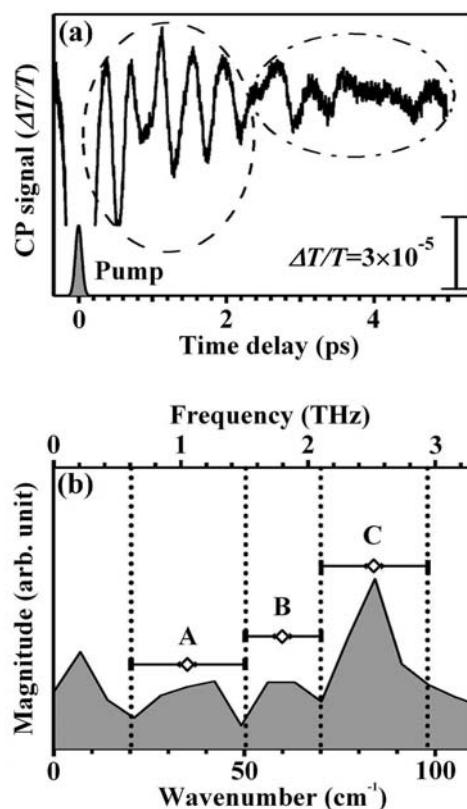 (a)
CP signal (ΔT/T)
Pump
ΔT/T=3×10⁻⁵
0 2 4
Time delay (ps)
Frequency (THz)
0 1 2 3
(b)
A
B
C
Magnitude (arb. unit)
0 50 100
Wavenumber (cm⁻¹)